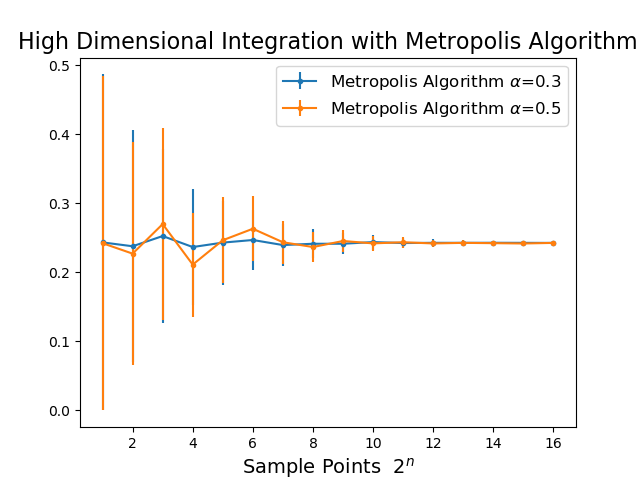 High Dimensional Integration with Metropolis Algorithm
Metropolis Algorithm α=0.3
Metropolis Algorithm α=0.5
0.5
0.4
0.3
0.2
0.1
0.0
2 4 6 8 10 12 14 16
Sample Points 2ⁿ